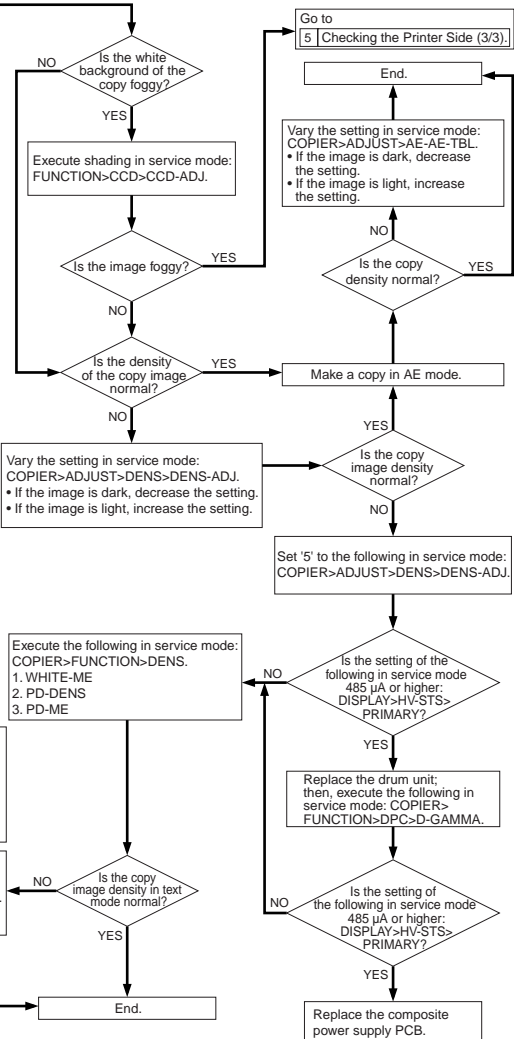 Go to
5 Checking the Printer Side (3/3).
Is the white
background of the
copy foggy?
NO
YES
End.
Execute shading in service mode:
FUNCTION>CCD>CCD-ADJ.
Vary the setting in service mode:
COPIER>ADJUST>AE-AE-TBL.
• If the image is dark, decrease
the setting.
• If the image is light, increase
the setting.
Is the image foggy?
YES
NO
NO
Is the copy
density normal?
YES
Is the density
of the copy image
normal?
YES
NO
Make a copy in AE mode.
Vary the setting in service mode:
COPIER>ADJUST>DENS>DENS-ADJ.
• If the image is dark, decrease the setting.
• If the image is light, increase the setting.
YES
Is the copy
image density
normal?
NO
Set '5' to the following in service mode:
COPIER>ADJUST>DENS>DENS-ADJ.
Execute the following in service mode:
COPIER>FUNCTION>DENS.
1. WHITE-ME
2. PD-DENS
3. PD-ME
NO
Is the setting of the
following in service mode
485 µA or higher:
DISPLAY>HV-STS>
PRIMARY?
YES
Replace the drum unit;
then, execute the following in
service mode: COPIER>
FUNCTION>DPC>D-GAMMA.
NO
Is the copy
image density in text
mode normal?
YES
NO
Is the setting of
the following in service mode
485 µA or higher:
DISPLAY>HV-STS>
PRIMARY?
YES
End.
Replace the composite
power supply PCB.